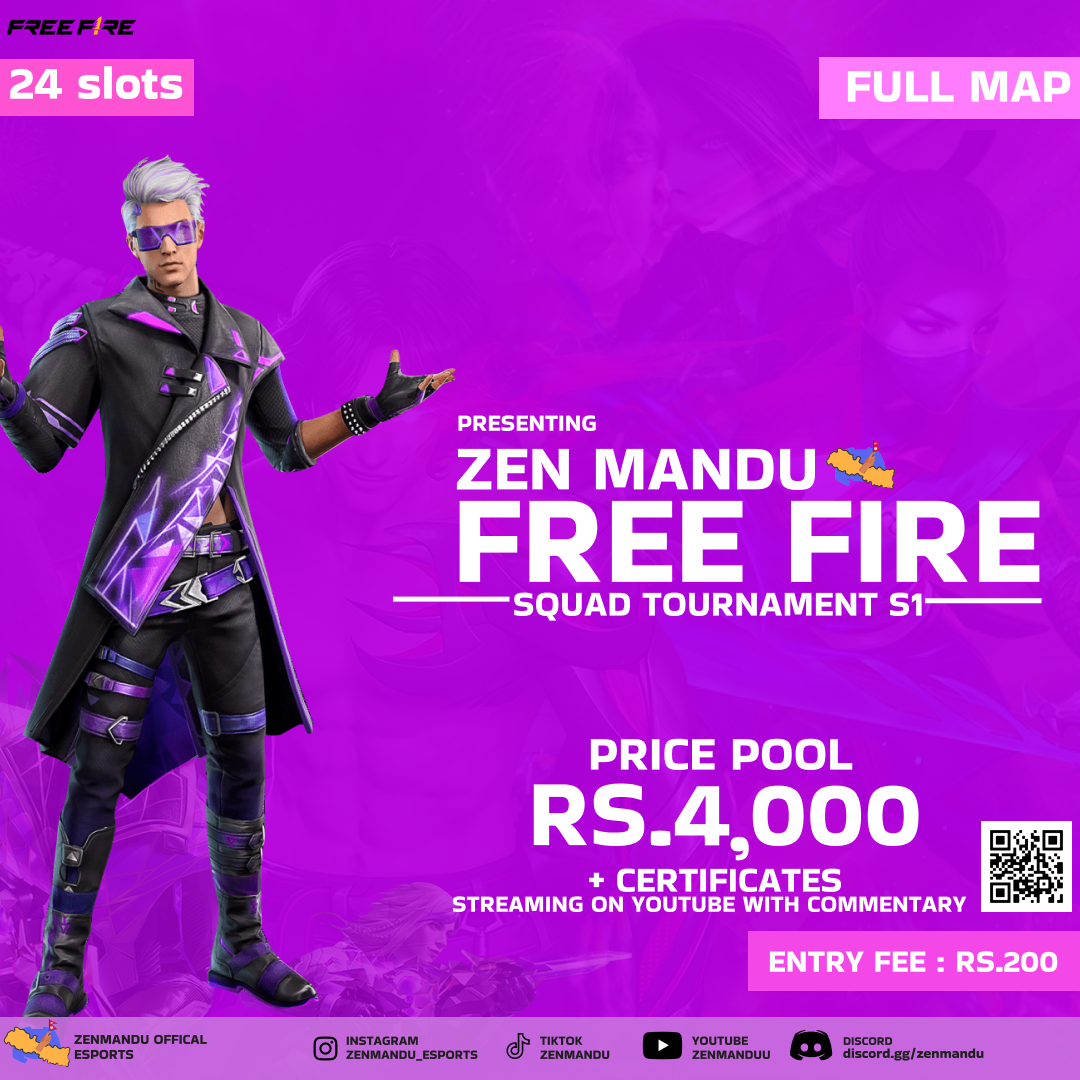 FREE FIRE
24 slots
FULL MAP
PRESENTING
ZEN MANDU
FREE FIRE
SQUAD TOURNAMENT S1
PRICE POOL
RS.4,000
+ CERTIFICATES
STREAMING ON YOUTUBE WITH COMMENTARY
ENTRY FEE : RS.200
ZENMANDU OFFICAL
ESPORTS
INSTAGRAM
ZENMANDU_ESPORTS
TIKTOK
ZENMANDU
YOUTUBE
ZENMANDUU
DISCORD
discord.gg/zenmandu